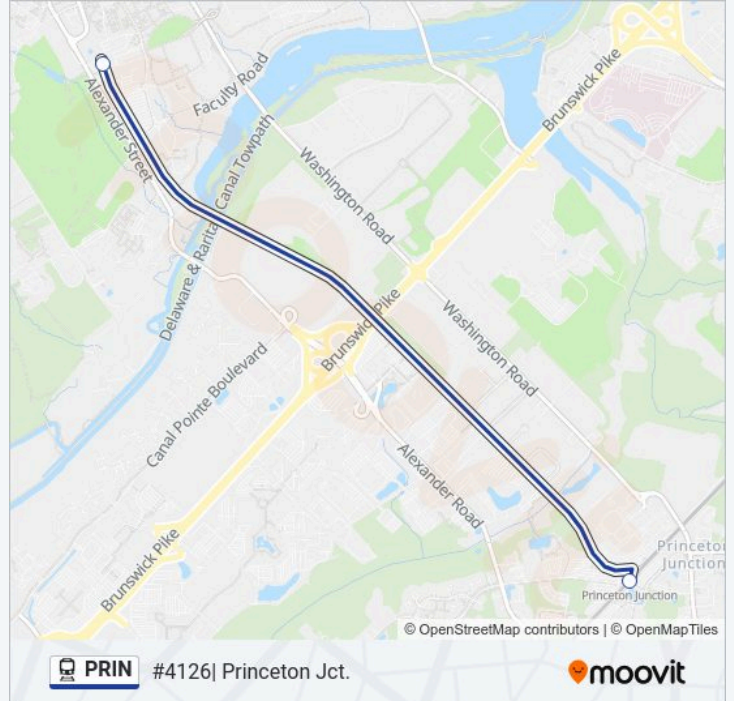 Faculty Road
Alexander Street
Brunswick Pike
Delaware & Raritan Canal Towpath
Washington Road
Brunswick Pike
Washington Road
Canal Pointe Boulevard
Alexander Road
Brunswick Pike
Princeton
Junction
Princeton Junction
© OpenStreetMap contributors | © OpenMapTiles
PRIN #4126| Princeton Jct.
moovit